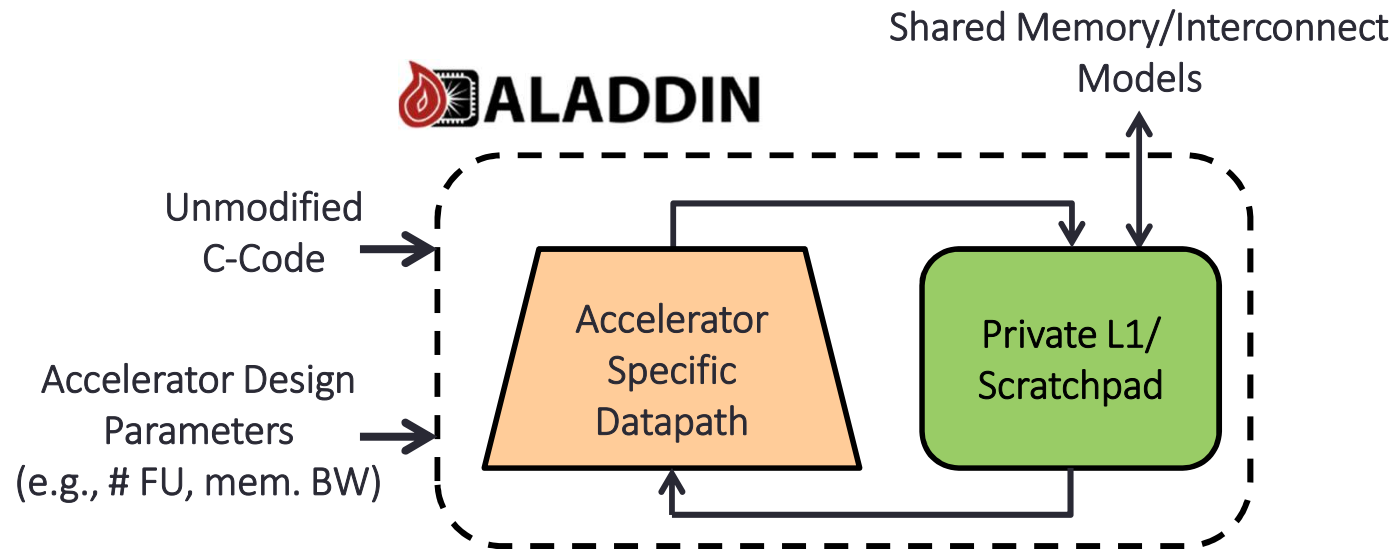 Shared Memory/Interconnect
Models
ALADDIN
Unmodified
C-Code
Accelerator Design
Parameters
(e.g., # FU, mem. BW)
Accelerator
Specific
Datapath
Private L1/
Scratchpad